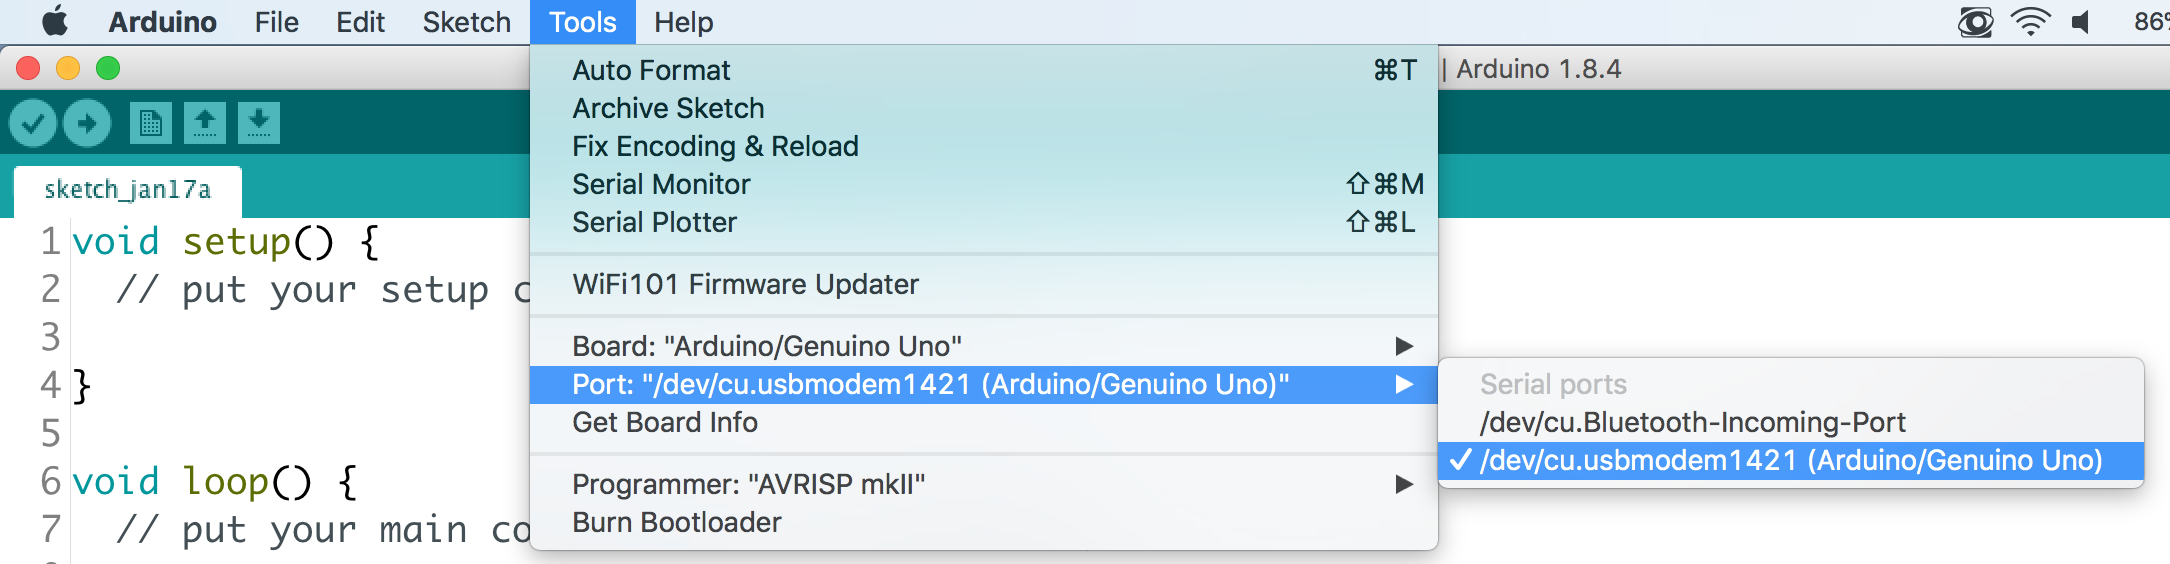 Arduino File Edit Sketch Tools Help 86%
| Arduino 1.8.4
Auto Format ⌘T
Archive Sketch
Fix Encoding & Reload
Serial Monitor ⇧⌘M
Serial Plotter ⇧⌘L
WiFi101 Firmware Updater
Board: "Arduino/Genuino Uno"
Port: "/dev/cu.usbmodem1421 (Arduino/Genuino Uno)"
Get Board Info
Programmer: "AVRISP mkII"
Burn Bootloader
Serial ports
/dev/cu.Bluetooth-Incoming-Port
✓ /dev/cu.usbmodem1421 (Arduino/Genuino Uno)
sketch_jan17a
1 void setup() {
2 // put your setup c
3
4 }
5
6 void loop() {
7 // put your main co